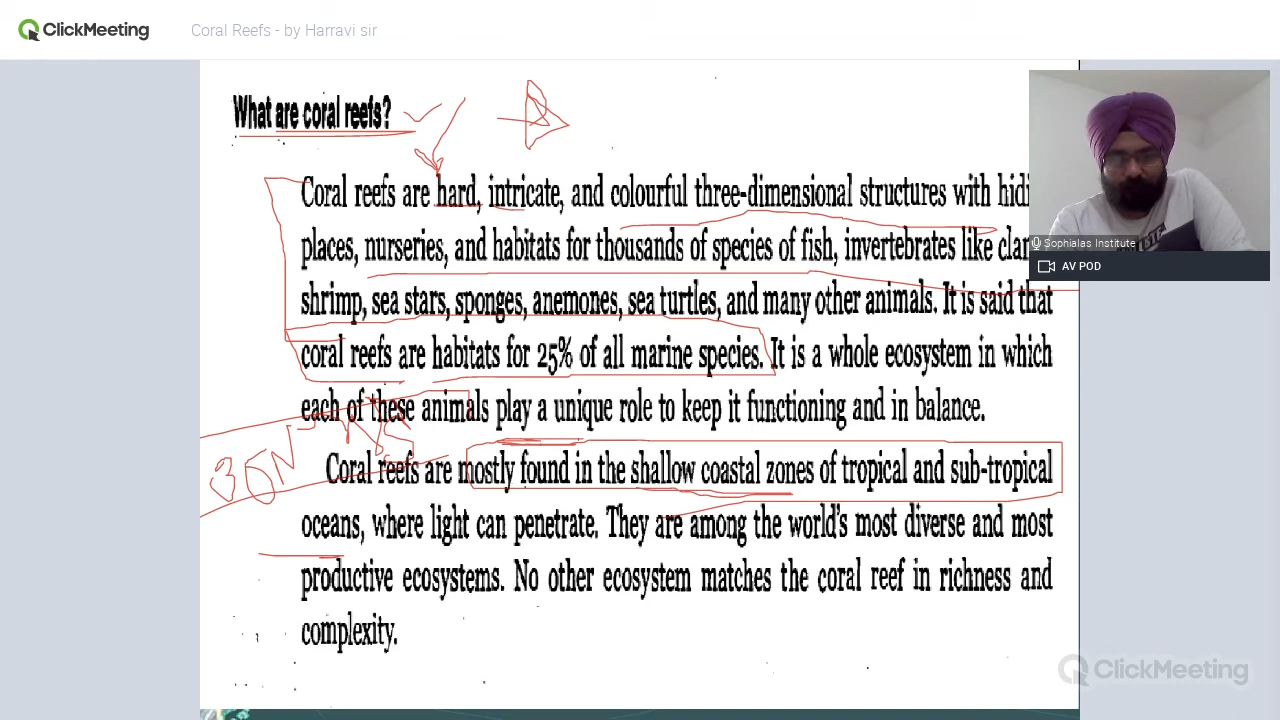 ClickMeeting
Coral Reefs - by Harravi sir
What are coral reefs?
Coral reefs are hard, intricate, and colourful three-dimensional structures with
places, nurseries, and habitats for thousands of species of fish, invertebrates like
shrimp, sea stars, sponges, anemones, sea turtles, and many other animals. It is said that
coral reefs are habitats for 25% of all marine species. It is a whole ecosystem in which
each of these animals play a unique role to keep it functioning and in balance.
Coral reefs are mostly found in the shallow coastal zones of tropical and sub-tropical
oceans, where light can penetrate. They are among the world's most diverse and most
productive ecosystems. No other ecosystem matches the coral reef in richness and
complexity.
30N
Sophialas Institute
AV POD
ClickMeeting